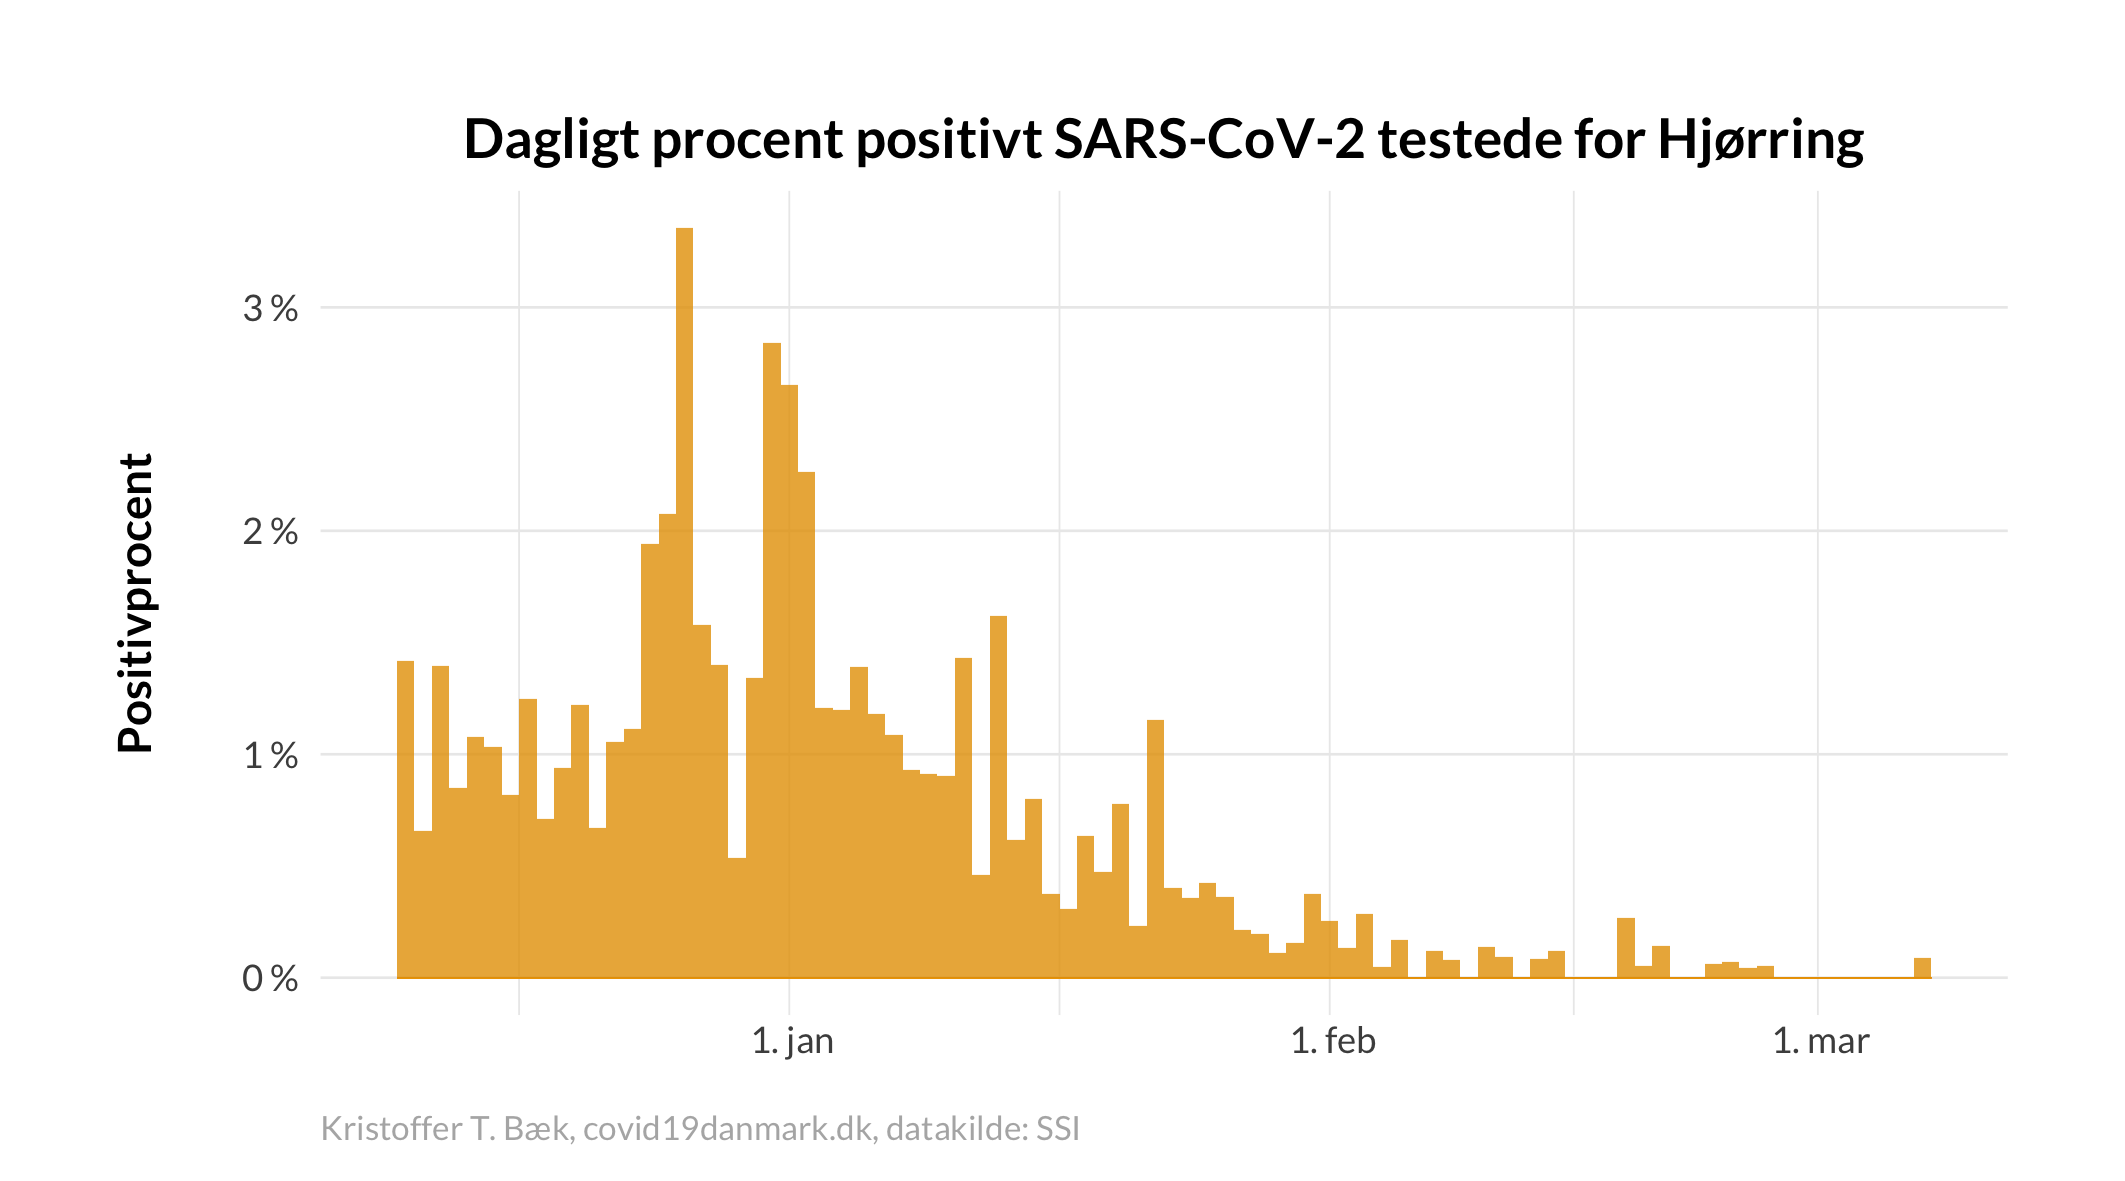 Dagligt procent positivt SARS-CoV-2 testede for Hjørring
Positivprocent
3 %
2 %
1 %
0 %
1. jan
1. feb
1. mar
Kristoffer T. Bæk, covid19danmark.dk, datakilde: SSI